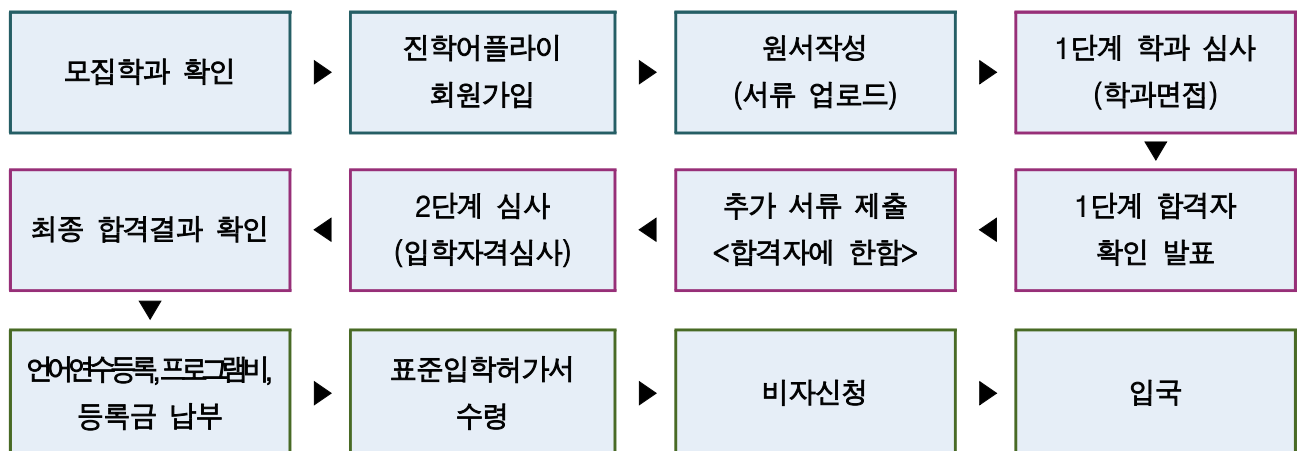 모집학과 확인
진학어플라이
회원가입
원서작성
(서류 업로드)
1단계 학과 심사
(학과면접)
1단계 합격자
확인 발표
추가 서류 제출
<합격자에 한함>
2단계 심사
(입학자격심사)
최종 합격결과 확인
언어연수등록,프로그램비,
등록금 납부
표준입학허가서
수령
비자신청
입국